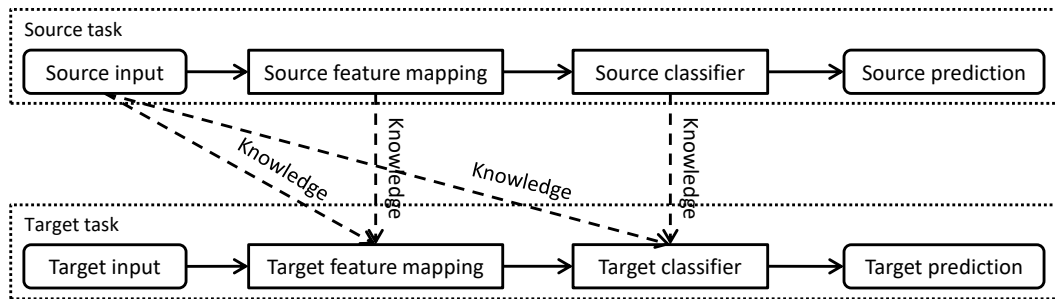 Source task
Source input
Source feature mapping
Source classifier
Source prediction
Knowledge
Knowledge
Knowledge
Knowledge
Target task
Target input
Target feature mapping
Target classifier
Target prediction